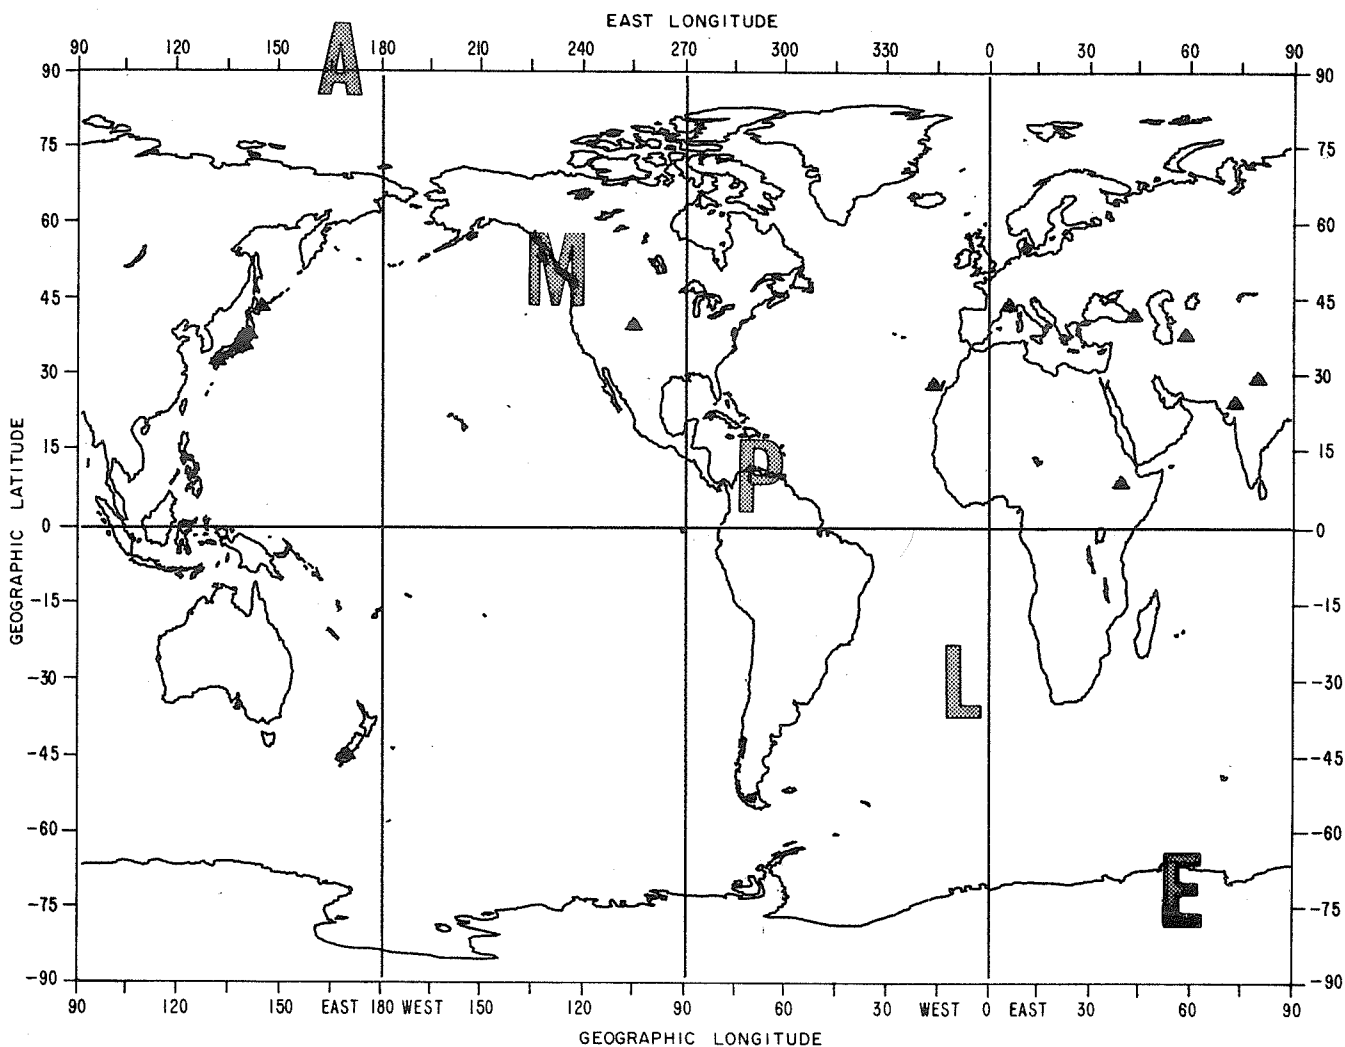 EAST LONGITUDE
90 120 150 180 210 240 270 300 330 0 30 60 90
A
90 90
75 75
60 60
M
45 45
30 30
15 15
P
GEOGRAPHIC LATITUDE
0 0
-15 -15
-30 -30
L
-45 -45
-60 -60
E
-75 -75
-90 -90
90 120 150 EAST 180 WEST 150 120 90 60 30 WEST 0 EAST 30 60 90
GEOGRAPHIC LONGITUDE